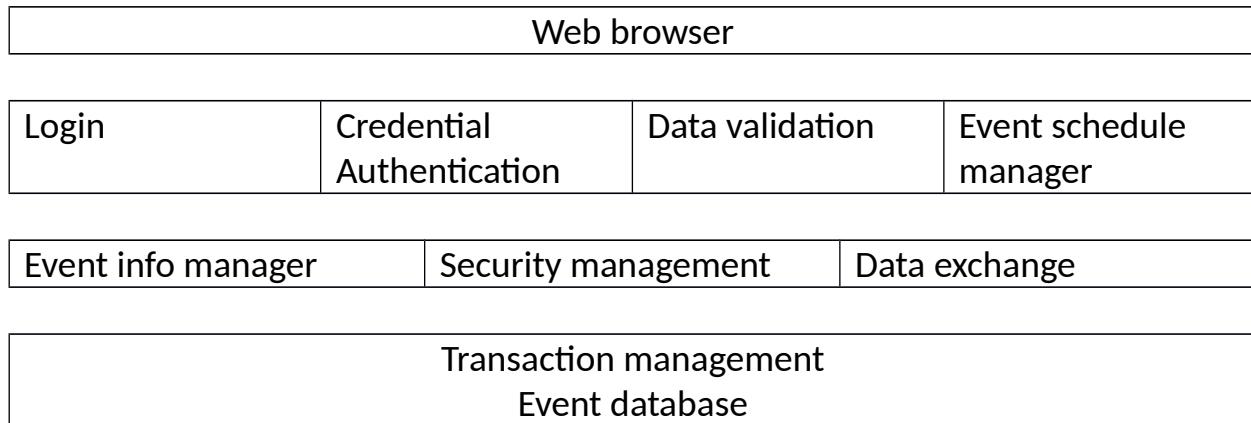 Web browser
Login
Credential
Authentication
Data validation
Event schedule
manager
Event info manager
Security management
Data exchange
Transaction management
Event database